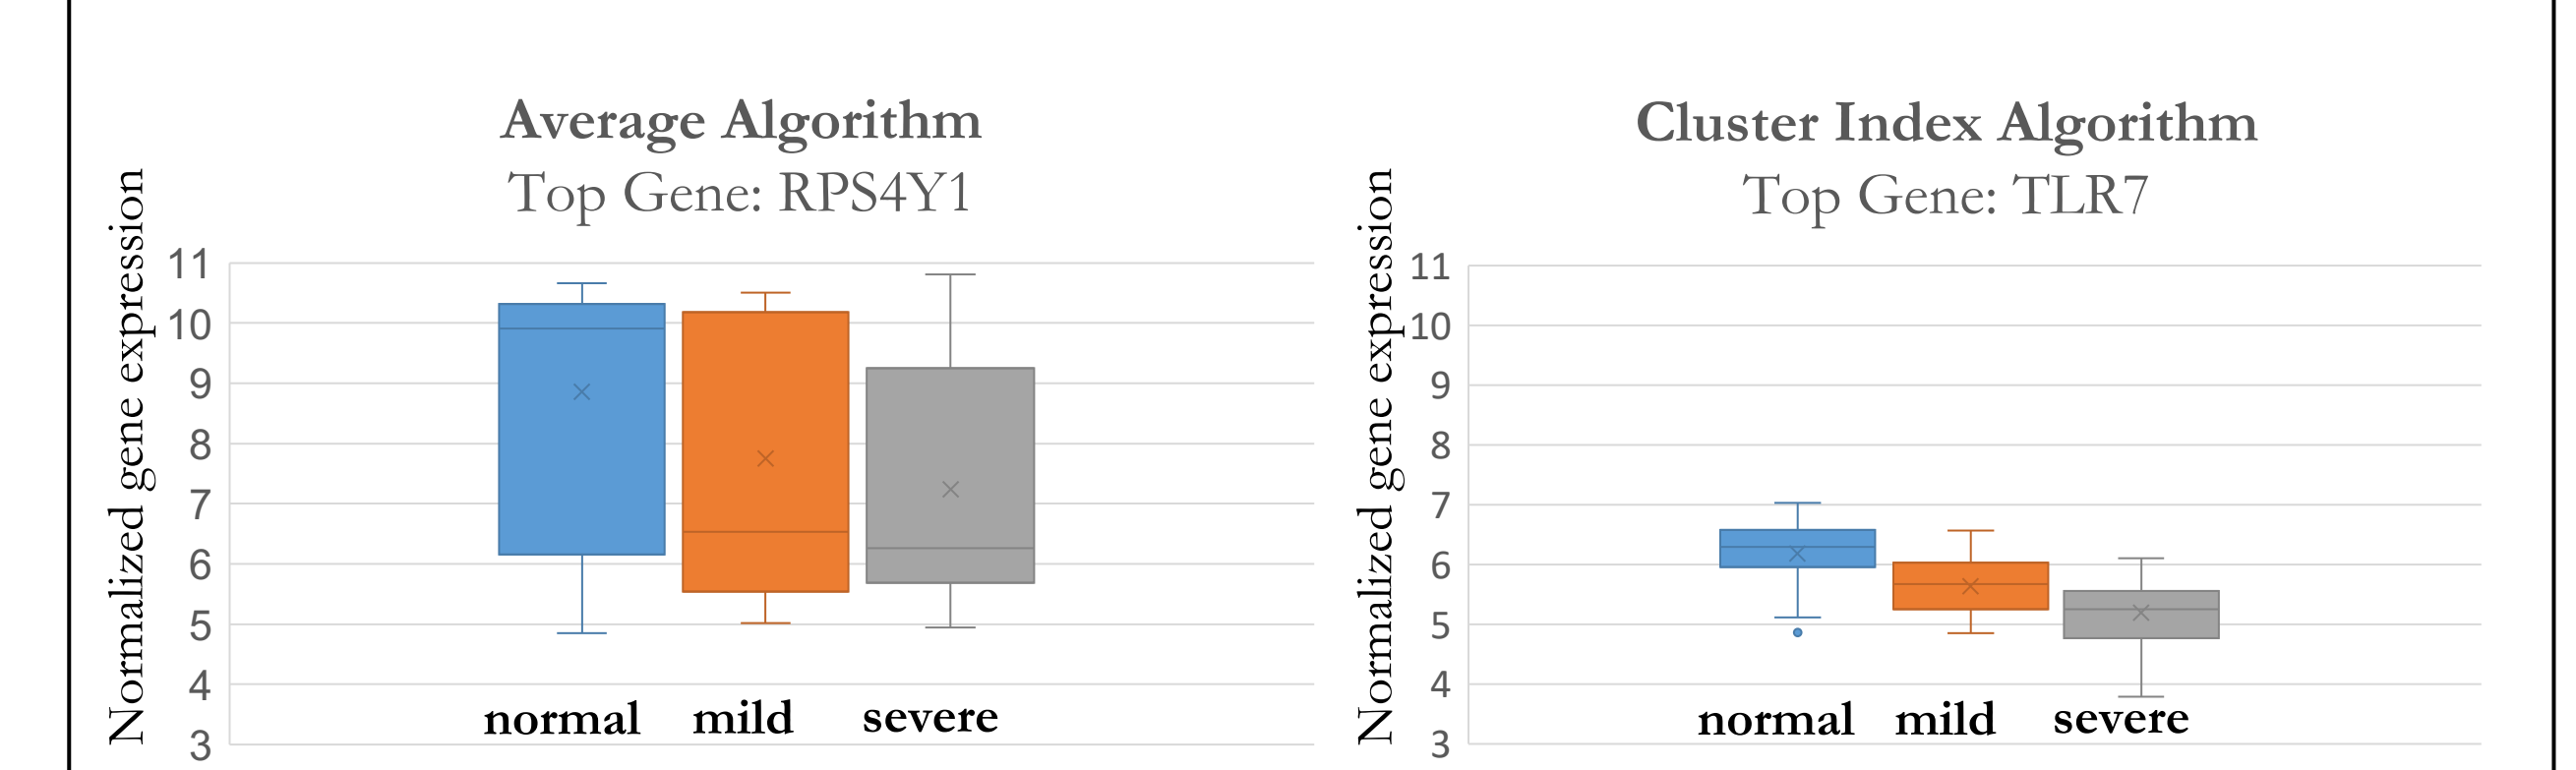 Average Algorithm
Top Gene: RPS4Y1
Normalized gene expression
11
10
9
8
7
6
5
4
3
normal mild severe
Cluster Index Algorithm
Top Gene: TLR7
Normalized gene expression
11
10
9
8
7
6
5
4
3
normal mild severe